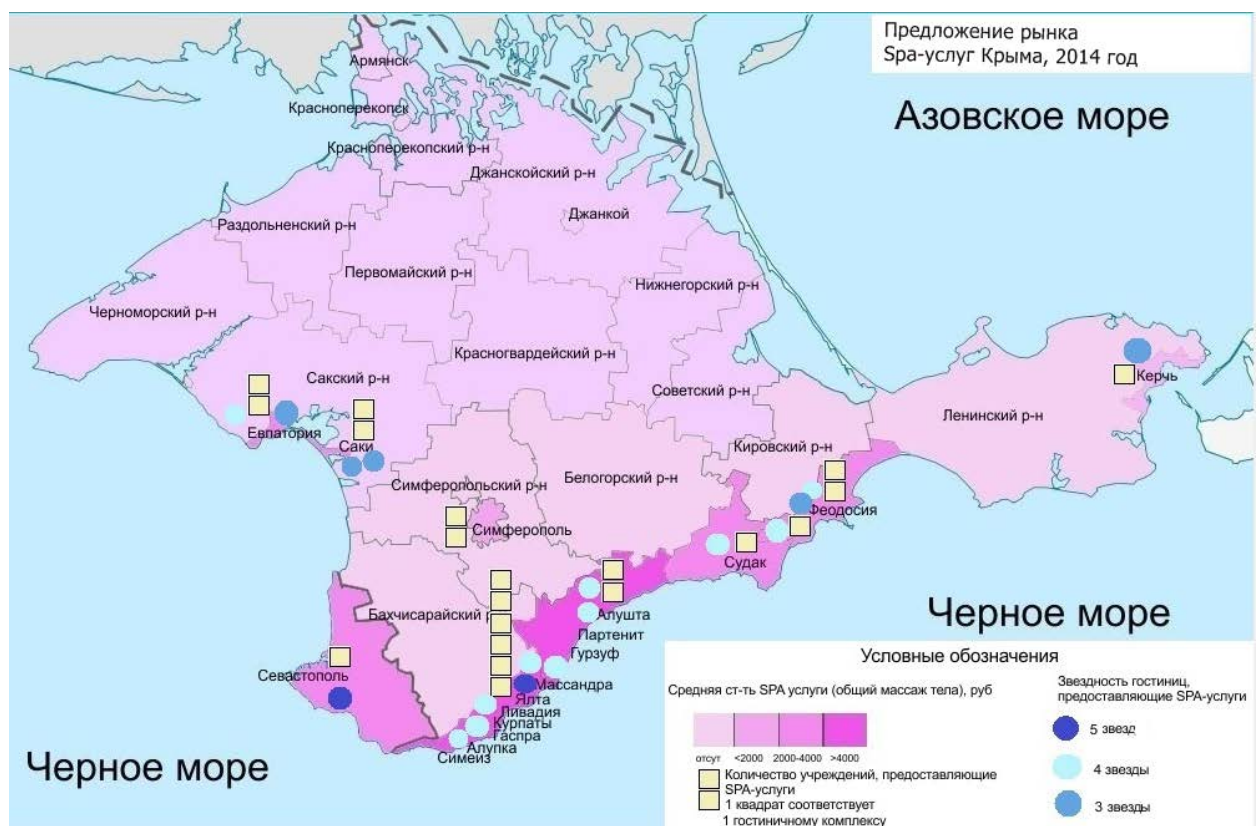 Предложение рынка
Spa-услуг Крыма, 2014 год
Азовское море
Армянск
Красноперекопск
Красноперекопский р-н
Джанскойский р-н
Джанкой
Раздольненский р-н
Первомайский р-н
Нижнегорский р-н
Черноморский р-н
Красногвардейский р-н
Сакский р-н
Советский р-н
Керчь
Ленинский р-н
Евпатория
Саки
Кировский р-н
Белогорский р-н
Симферопольский р-н
Феодосия
Симферополь
Судак
Бахчисарайский р
Алушта
Черное море
Партенит
Гурзуф
Севастополь
Массандра
Ялта
Ливадия
Курпаты
Гаспра
Алупка
Симеиз
Черное море
Условные обозначения
Средняя ст-ть SPA услуги (общий массаж тела), руб
отсут <2000 2000-4000 >4000
Количество учреждений, предоставляющие
SPA-услуги
1 квадрат соответствует
1 гостиничному комплексу
Звездность гостиниц,
предоставляющие SPA-услуги
5 звезд
4 звезды
3 звезды